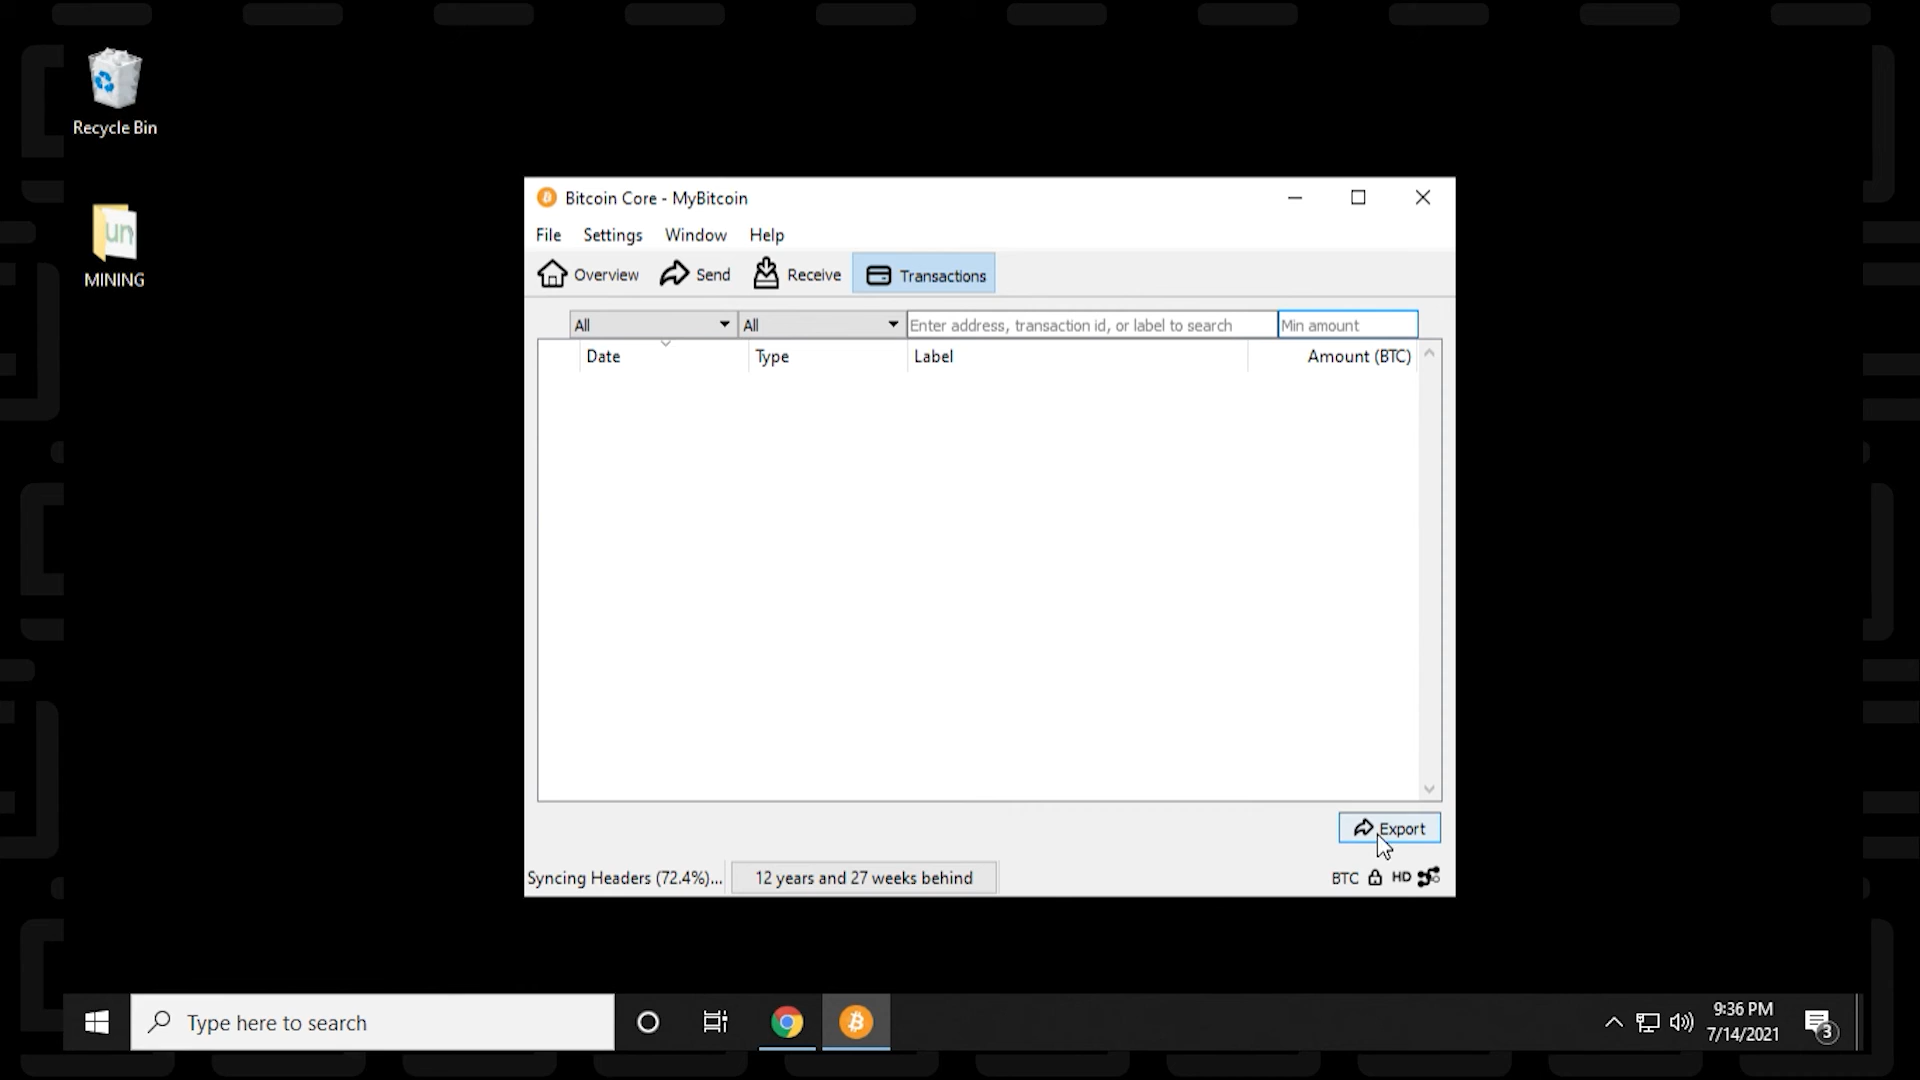 Recycle Bin
un
MINING
Bitcoin Core - MyBitcoin
File Settings Window Help
Overview Send Receive Transactions
All All Enter address, transaction id, or label to search Min amount
Date Type Label Amount (BTC)
Export
Syncing Headers (72.4%)... 12 years and 27 weeks behind BTC HD
Type here to search
9:36 PM
7/14/2021
3